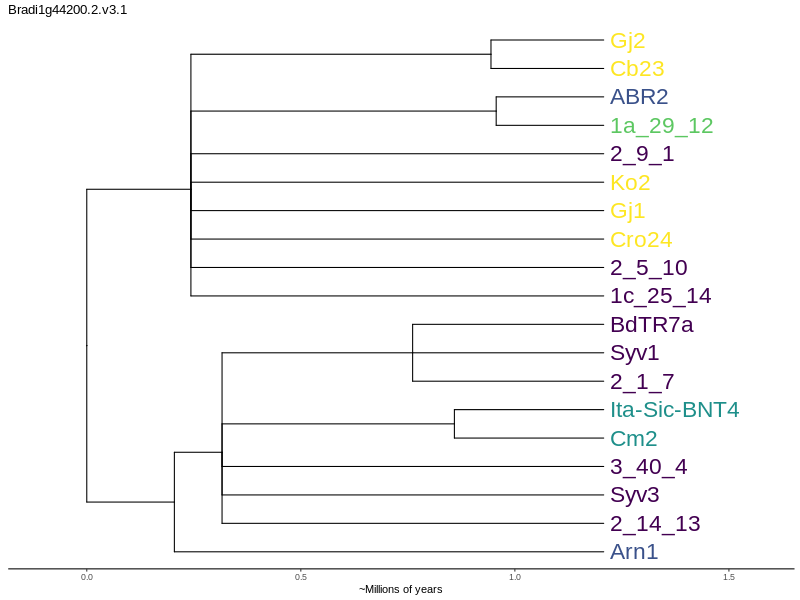 Bradi1g44200.2.v3.1
Gj2
Cb23
ABR2
1a_29_12
2_9_1
Ko2
Gj1
Cro24
2_5_10
1c_25_14
BdTR7a
Syv1
2_1_7
Ita-Sic-BNT4
Cm2
3_40_4
Syv3
2_14_13
Arn1
0.0 0.5 1.0 1.5
~Millions of years